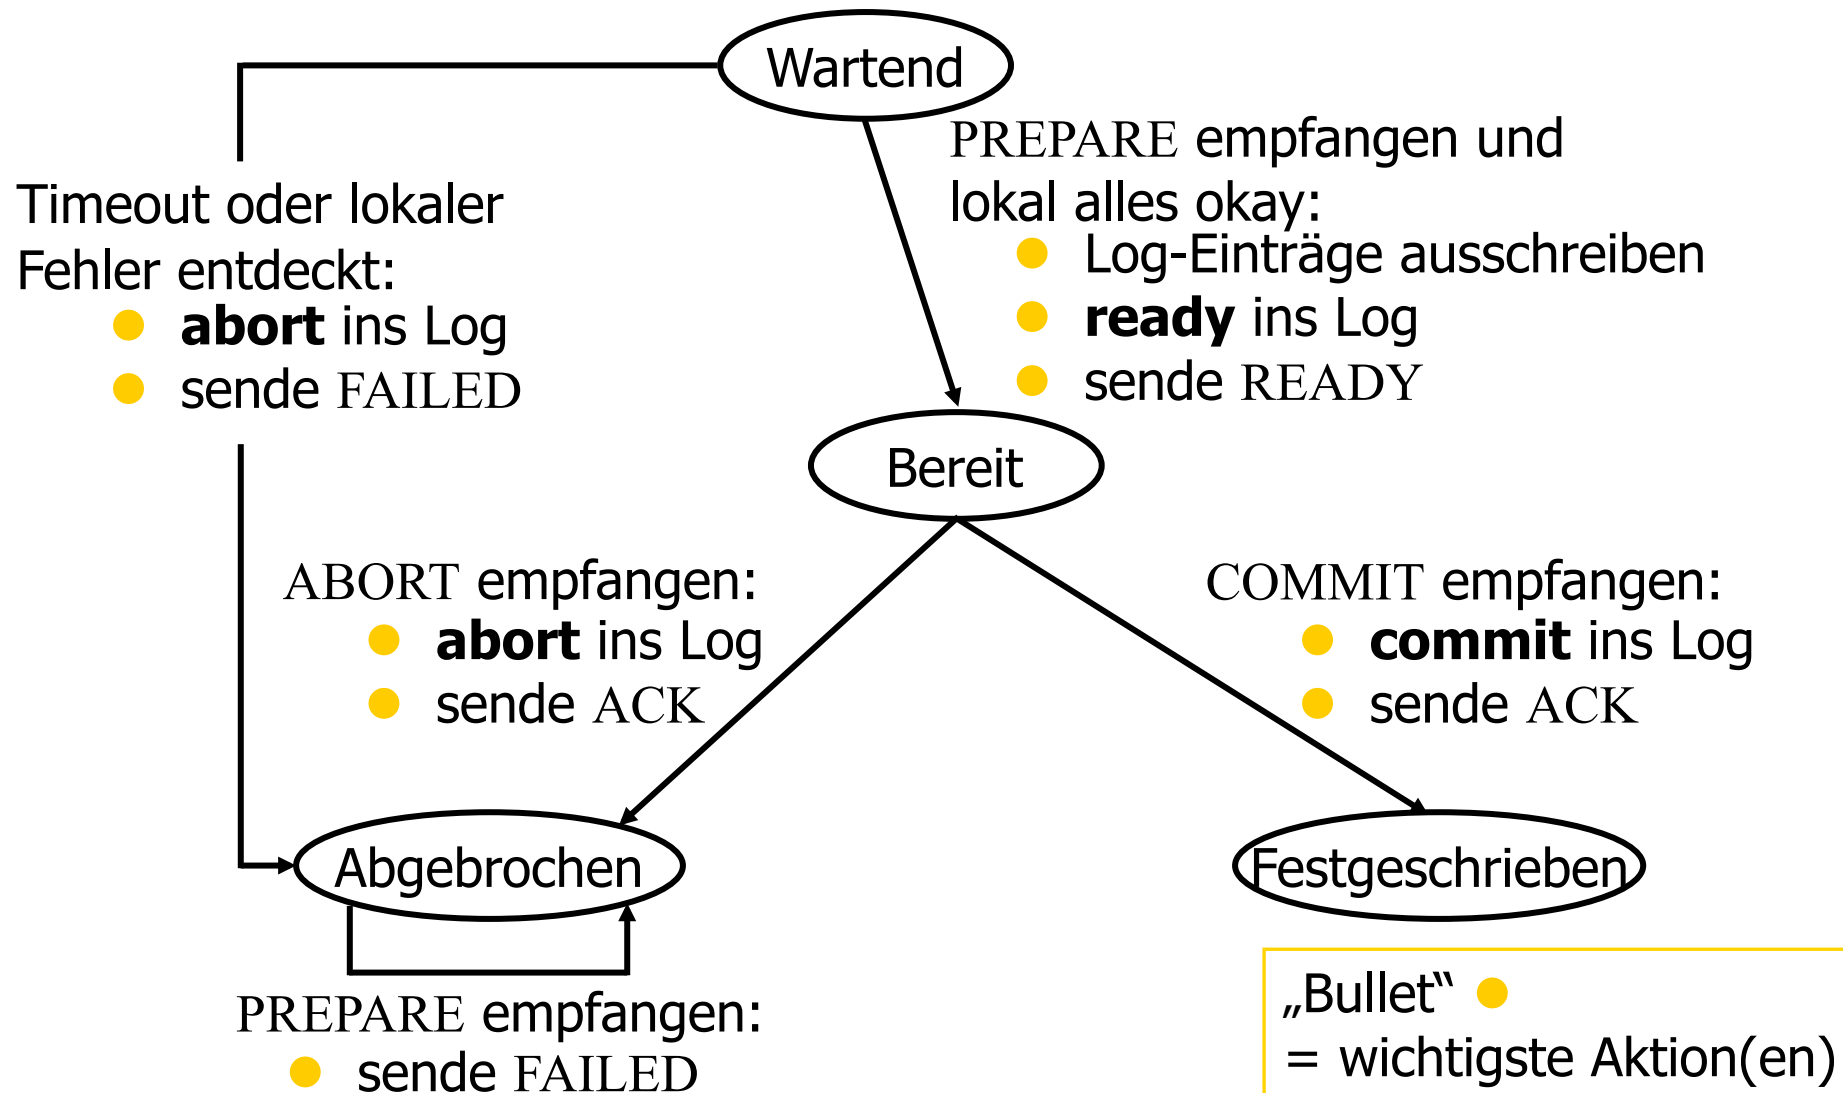 Wartend
PREPARE empfangen und
lokal alles okay:
Log-Einträge ausschreiben
ready ins Log
sende READY
Timeout oder lokaler
Fehler entdeckt:
abort ins Log
sende FAILED
Bereit
ABORT empfangen:
abort ins Log
sende ACK
COMMIT empfangen:
commit ins Log
sende ACK
Abgebrochen
Festgeschrieben
PREPARE empfangen:
sende FAILED
„Bullet“
= wichtigste Aktion(en)